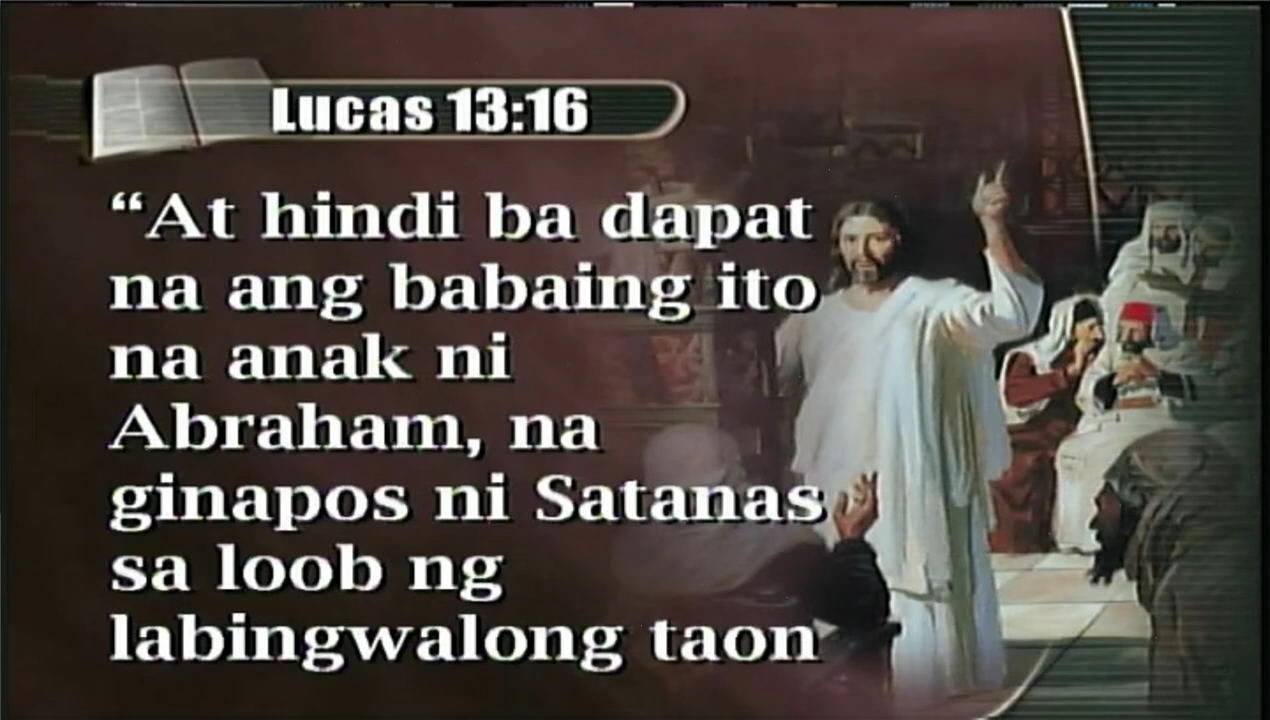 Lucas 13:16
“At hindi ba dapat
na ang babaing ito
na anak ni
Abraham, na
ginapos ni Satanas
sa loob ng
labingwalong taon